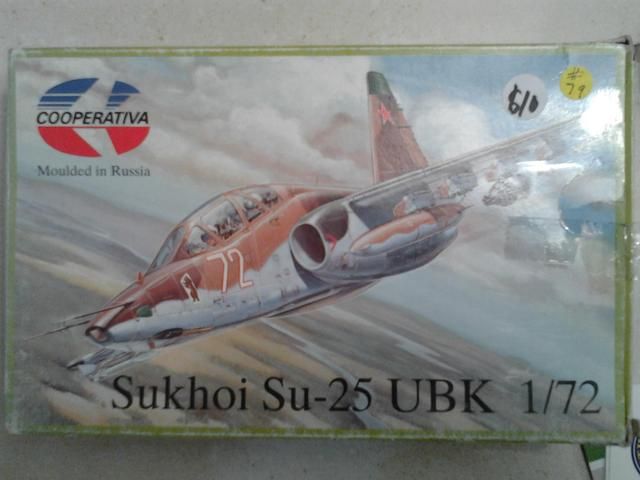 COOPERATIVA
Moulded in Russia
$10
#
79
72
Sukhoi Su-25 UBK 1/72